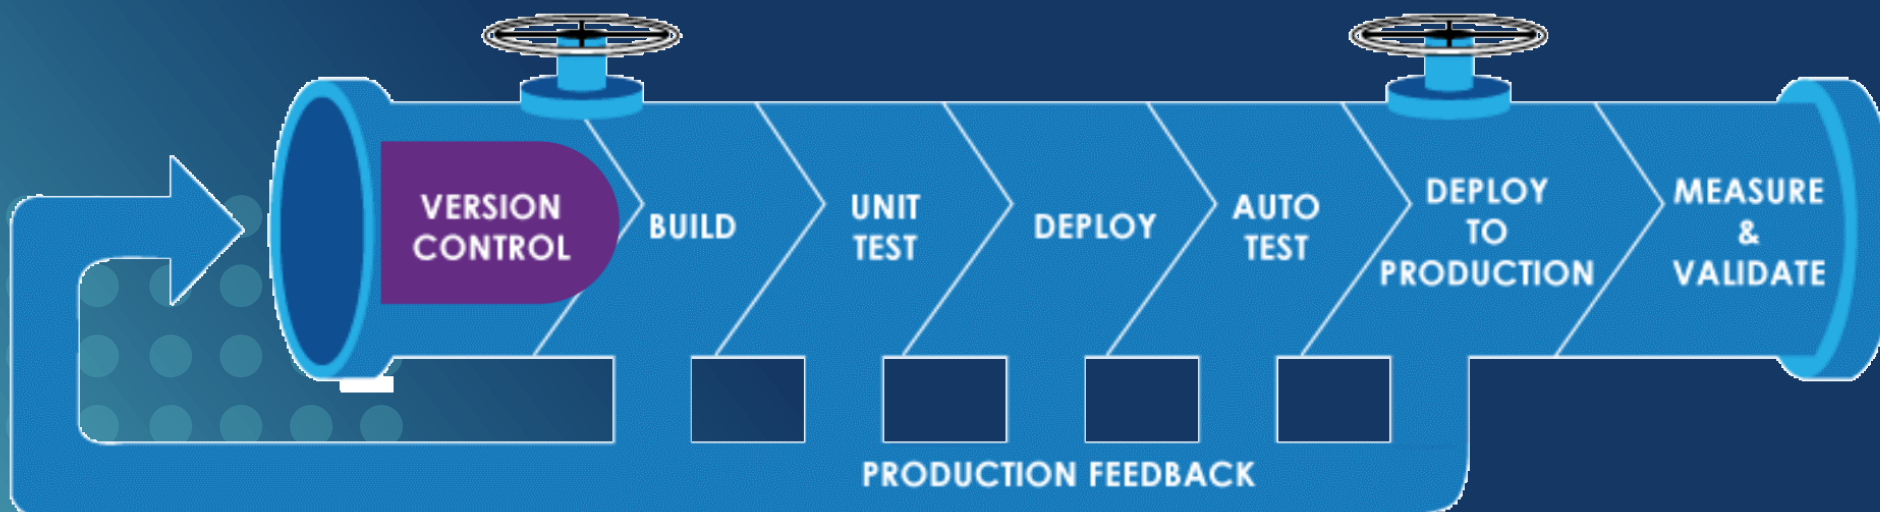 VERSION
CONTROL
BUILD
UNIT
TEST
DEPLOY
AUTO
TEST
DEPLOY
TO
PRODUCTION
MEASURE
&
VALIDATE
PRODUCTION FEEDBACK